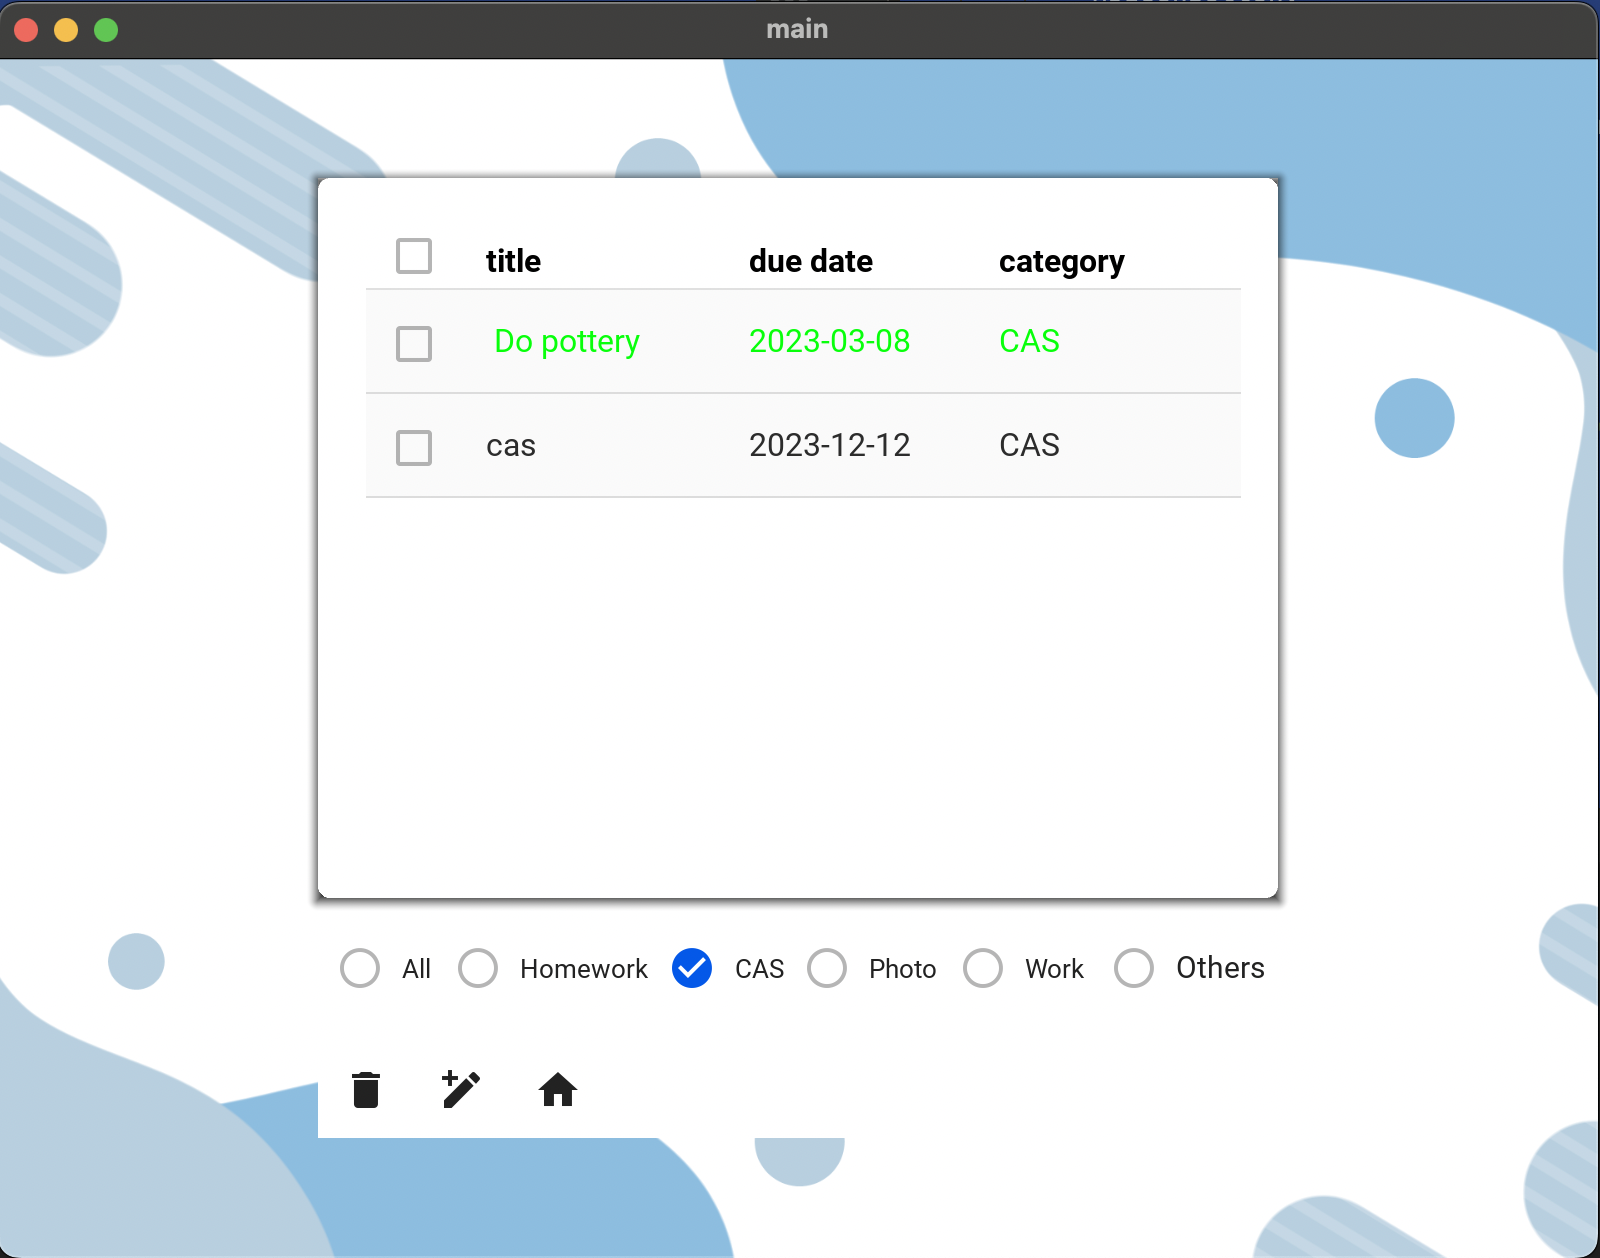 main
title due date category
Do pottery 2023-03-08 CAS
cas 2023-12-12 CAS
All Homework CAS Photo Work Others